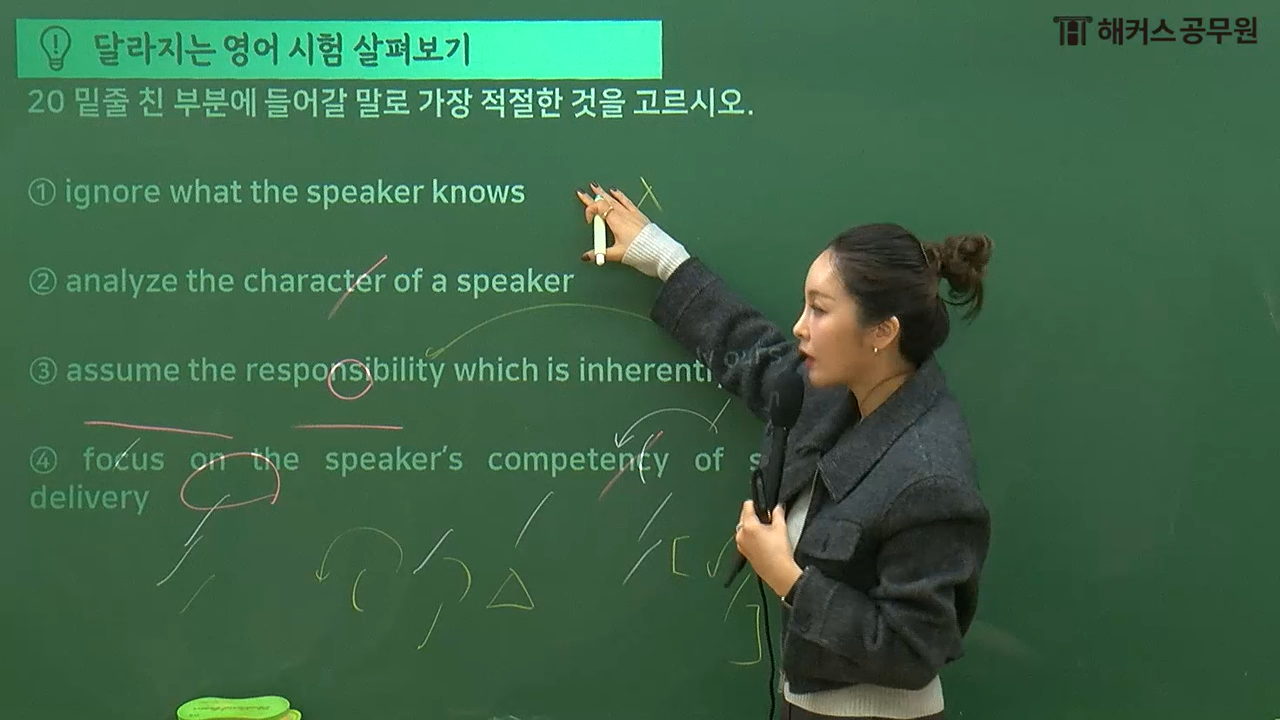 해커스공무원
달라지는 영어 시험 살펴보기
20 밑줄 친 부분에 들어갈 말로 가장 적절한 것을 고르시오.
① ignore what the speaker knows
② analyze the character of a speaker
③ assume the responsibility which is inherently yours
④ focus on the speaker's competency of
delivery